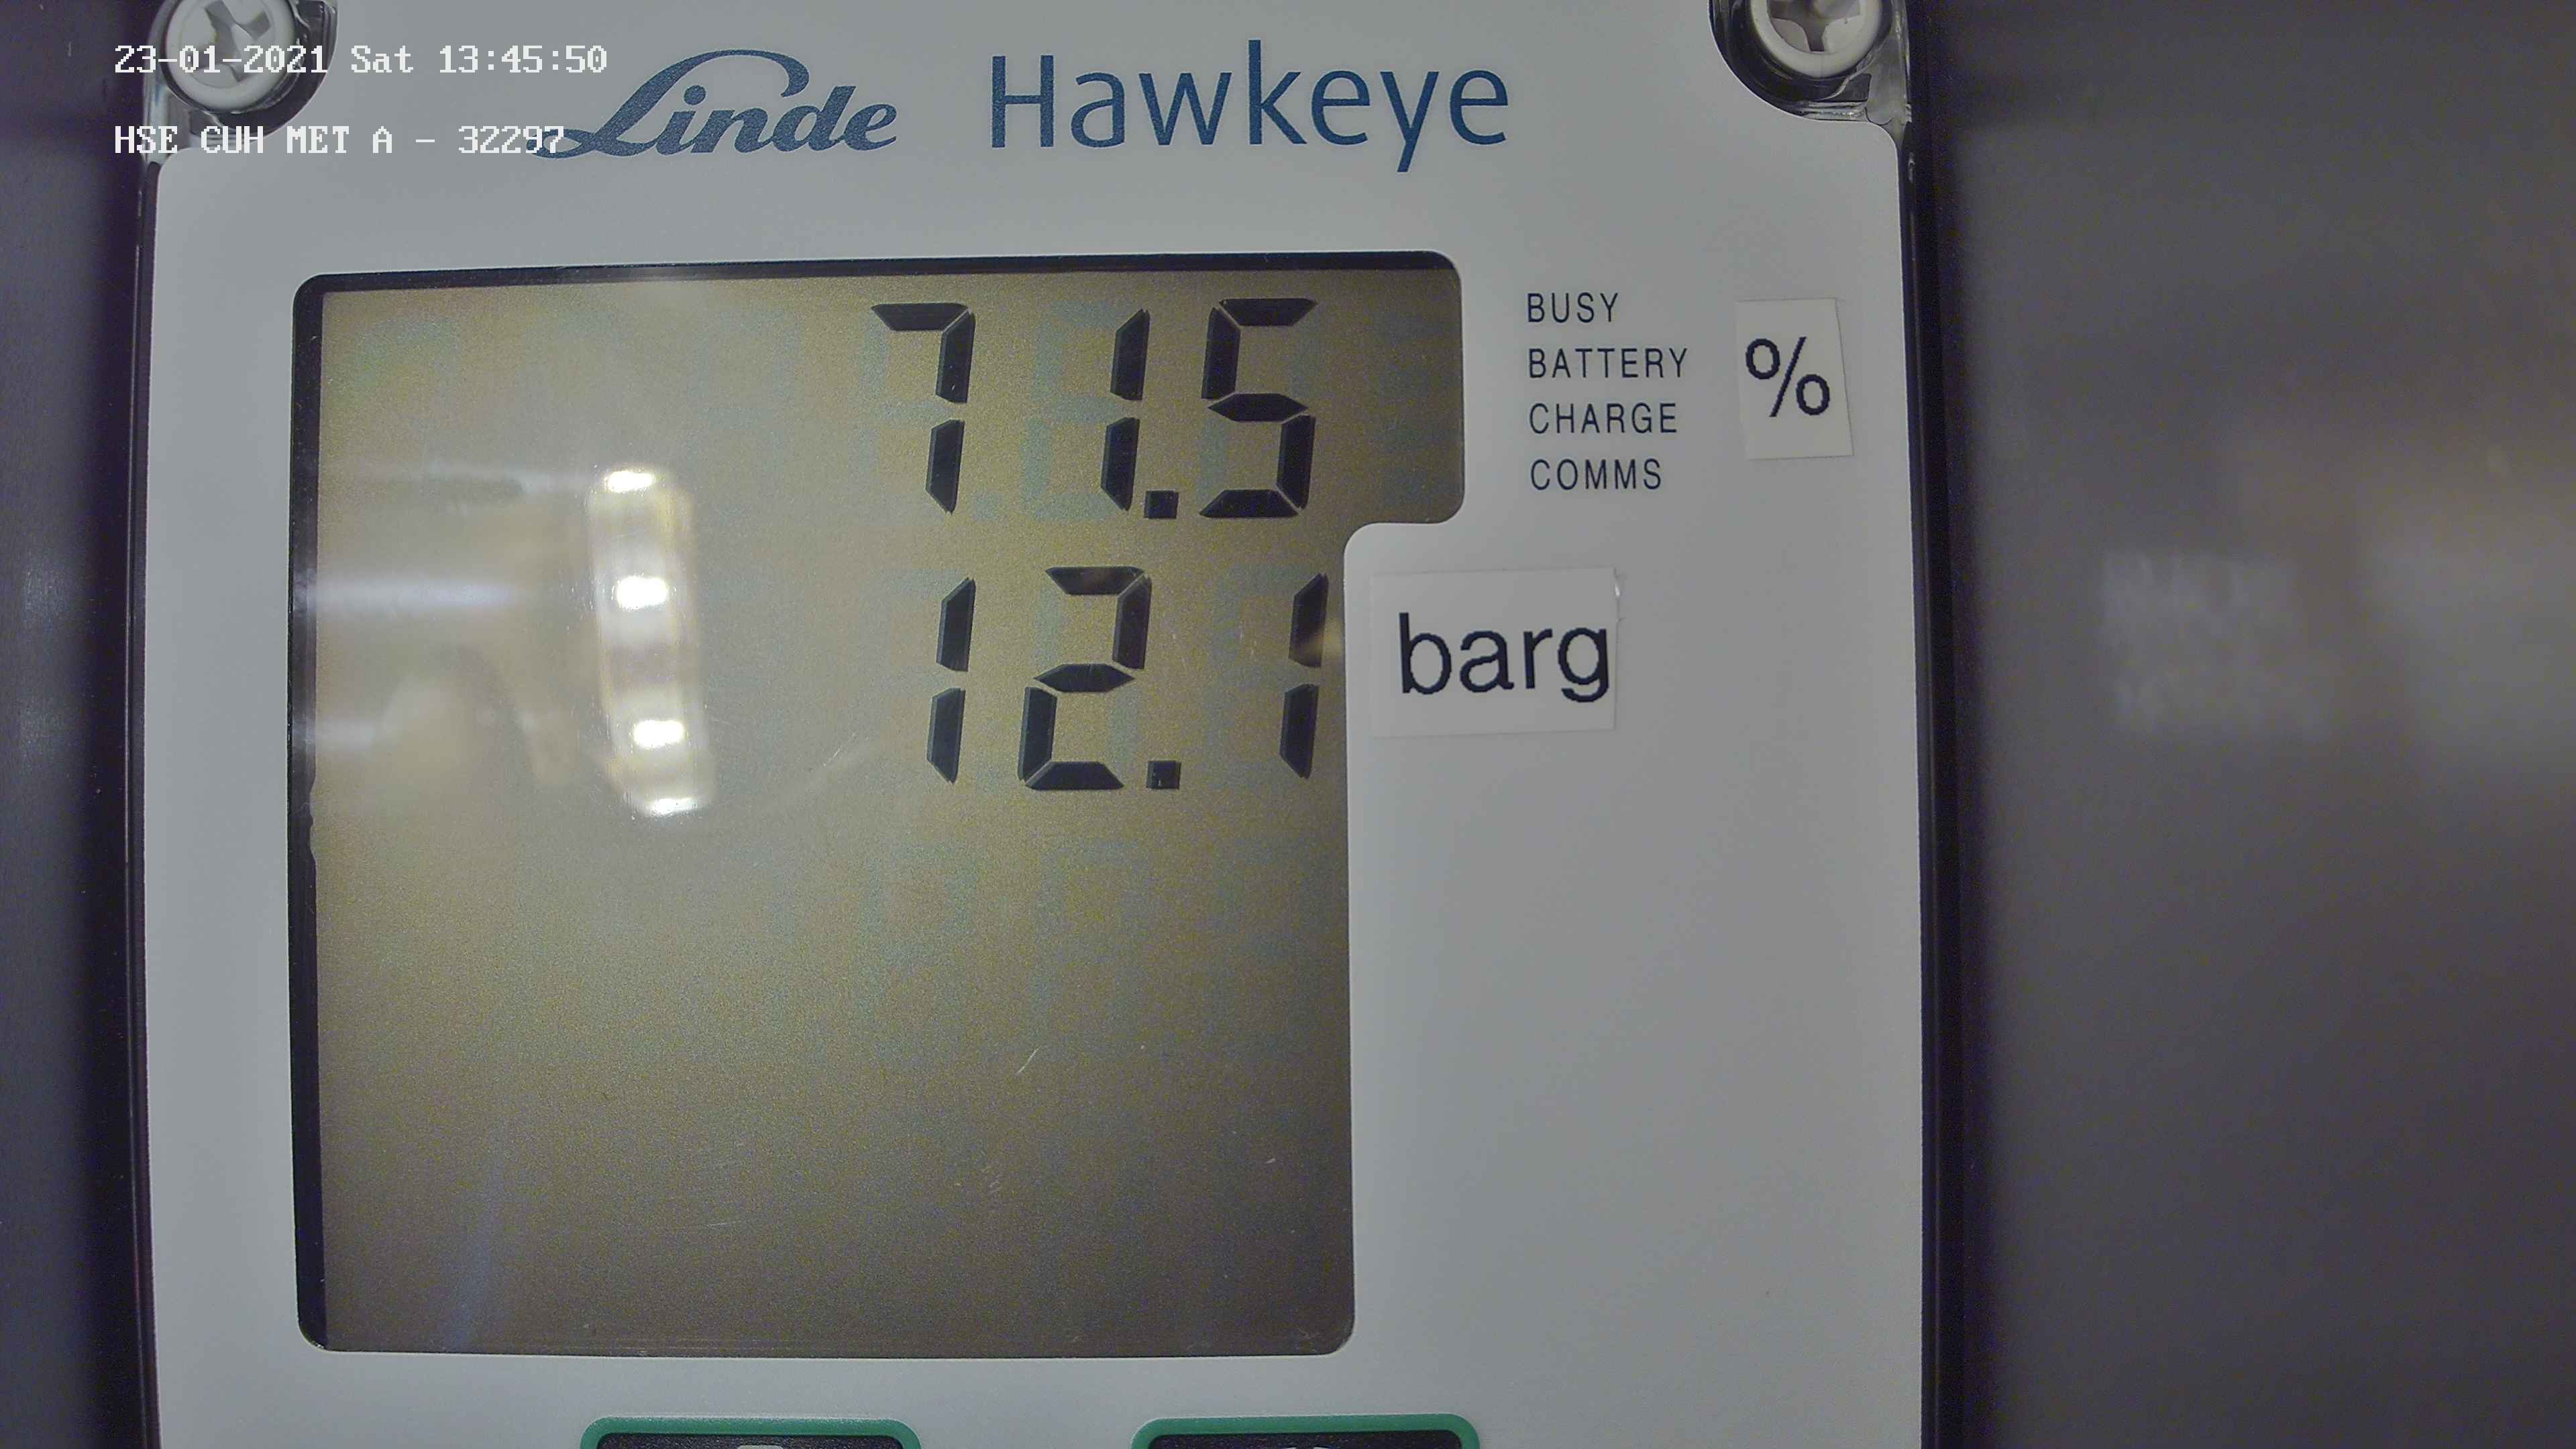 23-01-2021 Sat 13:45:50
HSE CUH MET A - 32297
Linde Hawkeye
71.5
BUSY
BATTERY
CHARGE
COMMS
%
12.1
barg